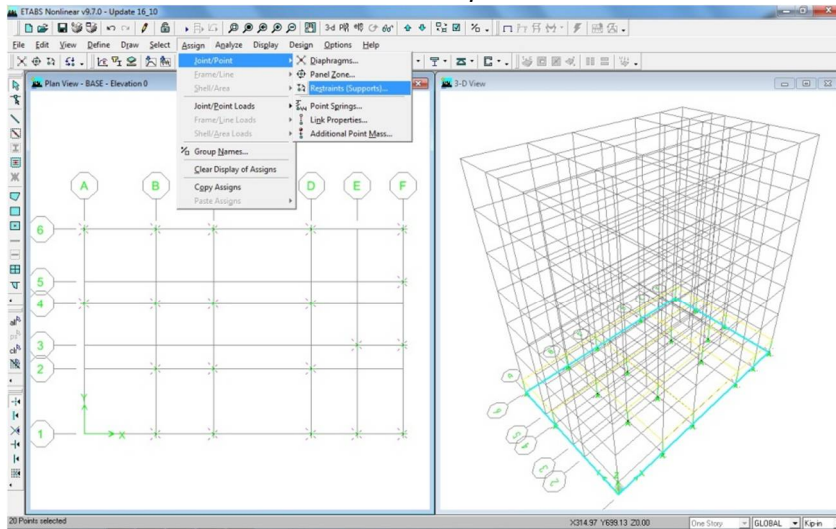 ETABS Nonlinear v9.7.0 - Update 16_10
3-d
File Edit View Define Draw Select Assign Analyze Display Design Options Help
Joint/Point
Frame/Line
Shell/Area
Joint/Point Loads
Frame/Line Loads
Shell/Area Loads
Group Names...
Clear Display of Assigns
Copy Assigns
Paste Assigns
Diaphragms...
Panel Zone...
Restraints (Supports)...
Point Springs...
Link Properties...
Additional Point Mass...
Plan View - BASE - Elevation 0
A B D E F
6
5
4
3
2
1
Y
X
3-D View
20 Points selected
X314.97 Y699.13 Z0.00
One Story
GLOBAL
Kip-in